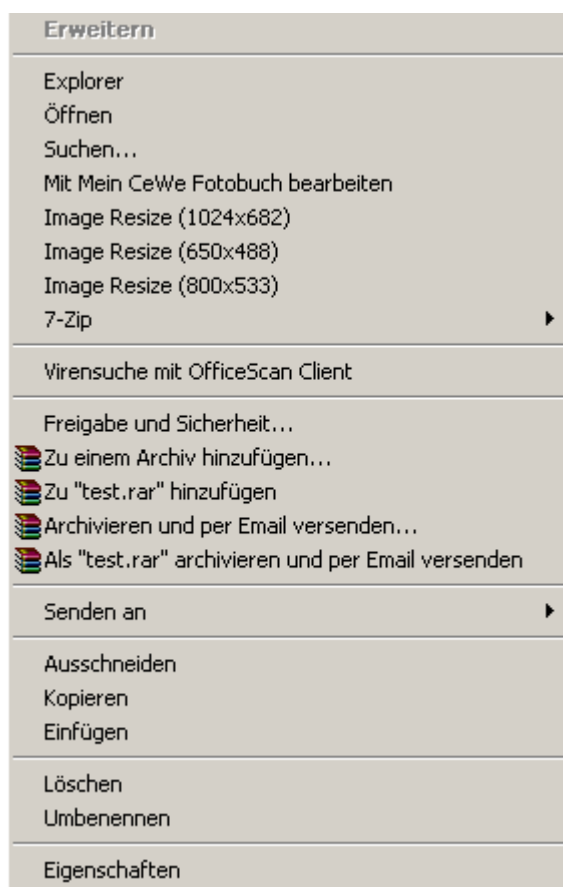 Erweitern
Explorer
Öffnen
Suchen...
Mit Mein CeWe Fotobuch bearbeiten
Image Resize (1024x682)
Image Resize (650x488)
Image Resize (800x533)
7-Zip
Virensuche mit OfficeScan Client
Freigabe und Sicherheit...
Zu einem Archiv hinzufügen...
Zu "test.rar" hinzufügen
Archivieren und per Email versenden...
Als "test.rar" archivieren und per Email versenden
Senden an
Ausschneiden
Kopieren
Einfügen
Löschen
Umbenennen
Eigenschaften